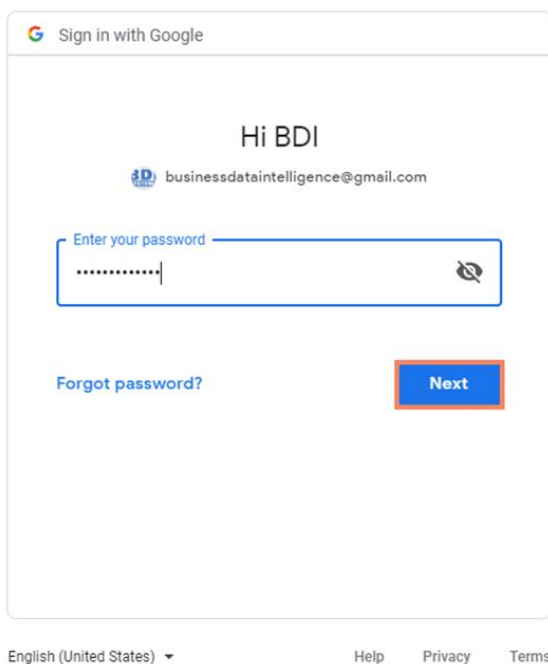 Sign in with Google
Hi BDI
businessdataintelligence@gmail.com
Enter your password
•••••••••••••
Forgot password?
Next
English (United States)
Help Privacy Terms